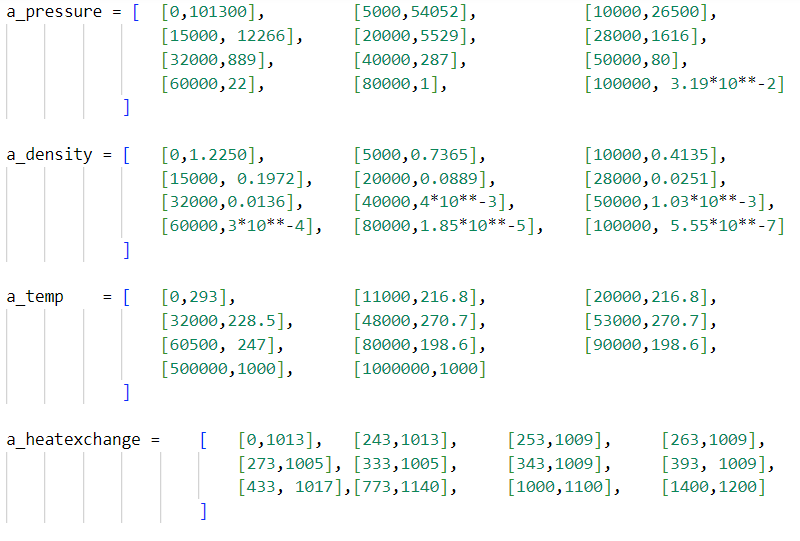 a_pressure = [ [0,101300], [5000,54052], [10000,26500],
[15000, 12266], [20000,5529], [28000,1616],
[32000,889], [40000,287], [50000,80],
[60000,22], [80000,1], [100000, 3.19*10**-2]
]
a_density = [ [0,1.2250], [5000,0.7365], [10000,0.4135],
[15000, 0.1972], [20000,0.0889], [28000,0.0251],
[32000,0.0136], [40000,4*10**-3], [50000,1.03*10**-3],
[60000,3*10**-4], [80000,1.85*10**-5], [100000, 5.55*10**-7]
]
a_temp = [ [0,293], [11000,216.8], [20000,216.8],
[32000,228.5], [48000,270.7], [53000,270.7],
[60500, 247], [80000,198.6], [90000,198.6],
[500000,1000], [1000000,1000]
]
a_heatexchange = [ [0,1013], [243,1013], [253,1009], [263,1009],
[273,1005], [333,1005], [343,1009], [393, 1009],
[433, 1017],[773,1140], [1000,1100], [1400,1200]
]